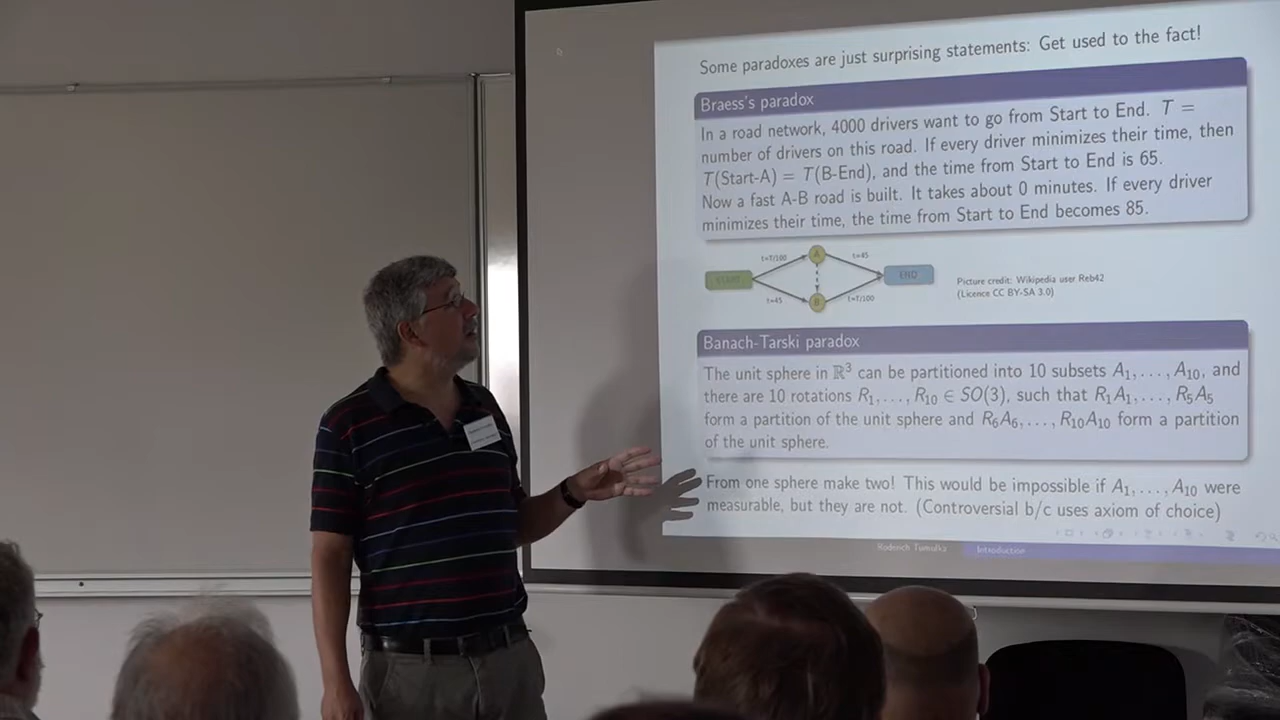 Some paradoxes are just surprising statements: Get used to the fact!
Braess's paradox
In a road network, 4000 drivers want to go from Start to End. T =
number of drivers on this road. If every driver minimizes their time, then
T(Start-A) = T(B-End), and the time from Start to End is 65.
Now a fast A-B road is built. It takes about 0 minutes. If every driver
minimizes their time, the time from Start to End becomes 85.
t=T/100
A
t=45
START
END
t=45
B
t=T/100
Picture credit: Wikipedia user Reb42
(Licence CC BY-SA 3.0)
Banach-Tarski paradox
The unit sphere in ℝ³ can be partitioned into 10 subsets A₁, . . . , A₁₀, and
there are 10 rotations R₁, . . . , R₁₀ ∈ SO(3), such that R₁A₁, . . . , R₅A₅
form a partition of the unit sphere and R₆A₆, . . . , R₁₀A₁₀ form a partition
of the unit sphere.
From one sphere make two! This would be impossible if A₁, . . . , A₁₀ were
measurable, but they are not. (Controversial b/c uses axiom of choice)
Roderich Tumulka
Introduction